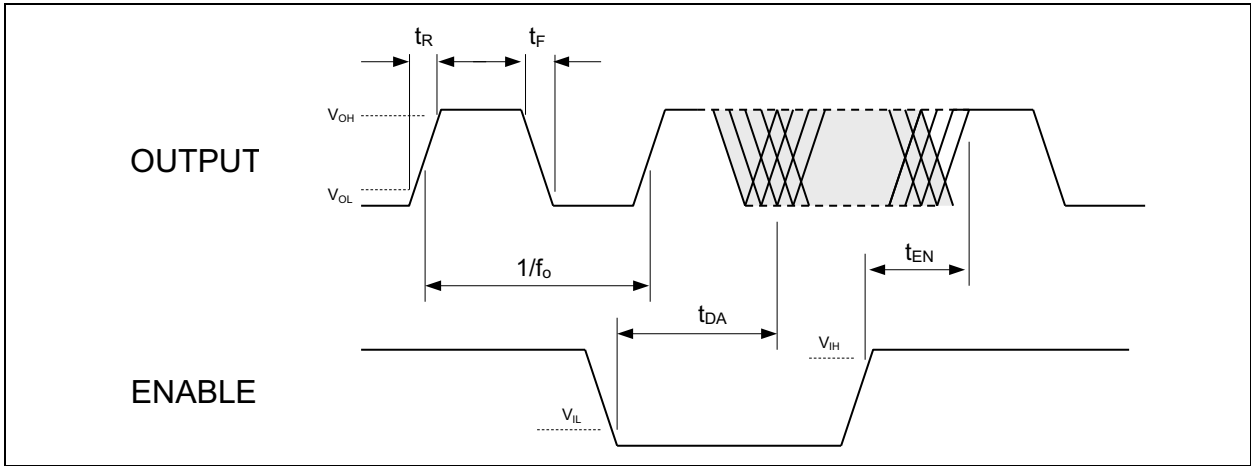 tR
tF
VOH
OUTPUT
VOL
1/fo
tEN
tDA
VIH
ENABLE
VIL